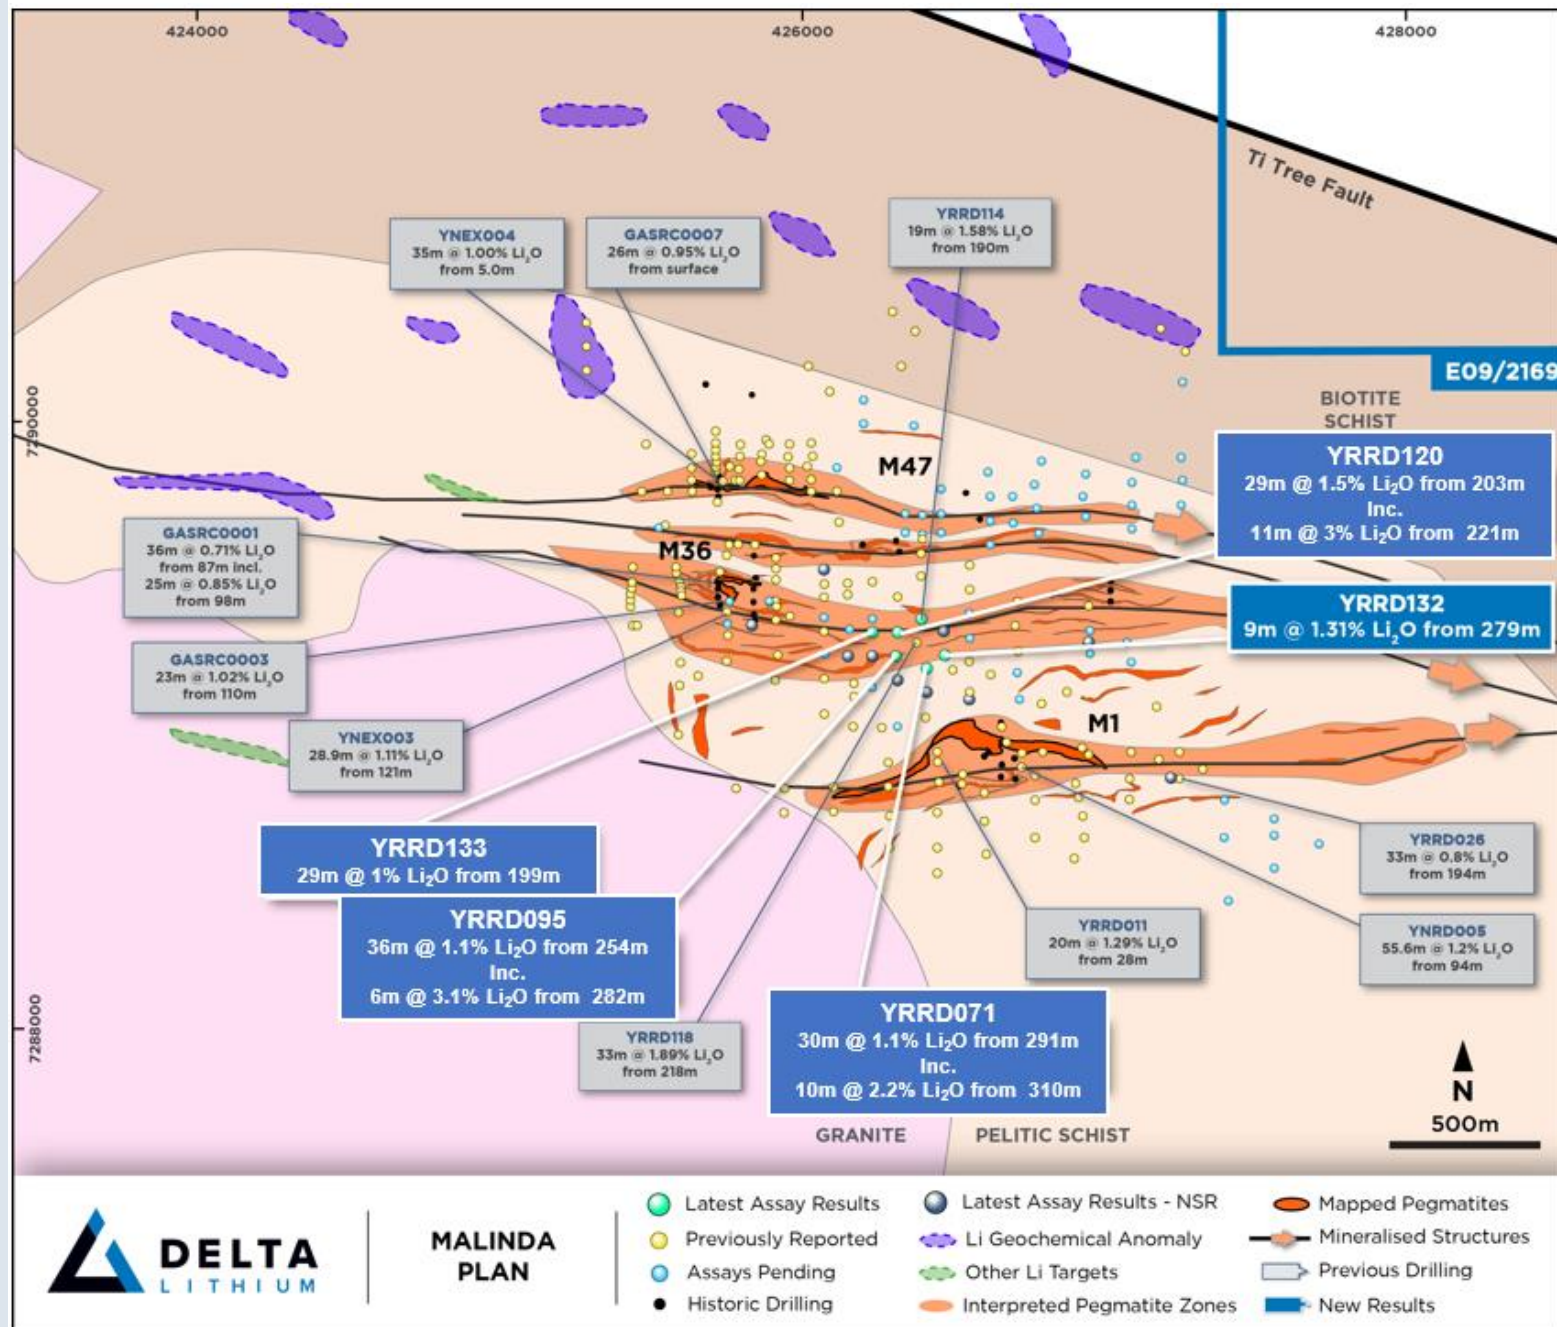 424000
426000
428000
Ti Tree Fault
YRRD114
19m @ 1.58% Li₂O
from 190m
YNEX004
35m @ 1.00% Li₂O
from 5.0m
GASRC0007
26m @ 0.95% Li₂O
from surface
E09/2169
7290000
BIOTITE
SCHIST
M47
YRRD120
29m @ 1.5% Li₂O from 203m
Inc.
11m @ 3% Li₂O from 221m
GASRC0001
36m @ 0.71% Li₂O
from 87m incl.
25m @ 0.85% Li₂O
from 98m
M36
YRRD132
9m @ 1.31% Li₂O from 279m
GASRC0003
23m @ 1.02% Li₂O
from 110m
YNEX003
28.9m @ 1.11% Li₂O
from 121m
M1
YRRD133
29m @ 1% Li₂O from 199m
YRRD026
33m @ 0.8% Li₂O
from 194m
YRRD095
36m @ 1.1% Li₂O from 254m
Inc.
6m @ 3.1% Li₂O from 282m
YRRD011
20m @ 1.29% Li₂O
from 28m
YNRD005
55.6m @ 1.2% Li₂O
from 94m
7288000
YRRD118
33m @ 1.89% Li₂O
from 218m
YRRD071
30m @ 1.1% Li₂O from 291m
Inc.
10m @ 2.2% Li₂O from 310m
N
500m
GRANITE
PELITIC SCHIST
DELTA
LITHIUM
MALINDA
PLAN
Latest Assay Results
Previously Reported
Assays Pending
Historic Drilling
Latest Assay Results - NSR
Li Geochemical Anomaly
Other Li Targets
Interpreted Pegmatite Zones
Mapped Pegmatites
Mineralised Structures
Previous Drilling
New Results